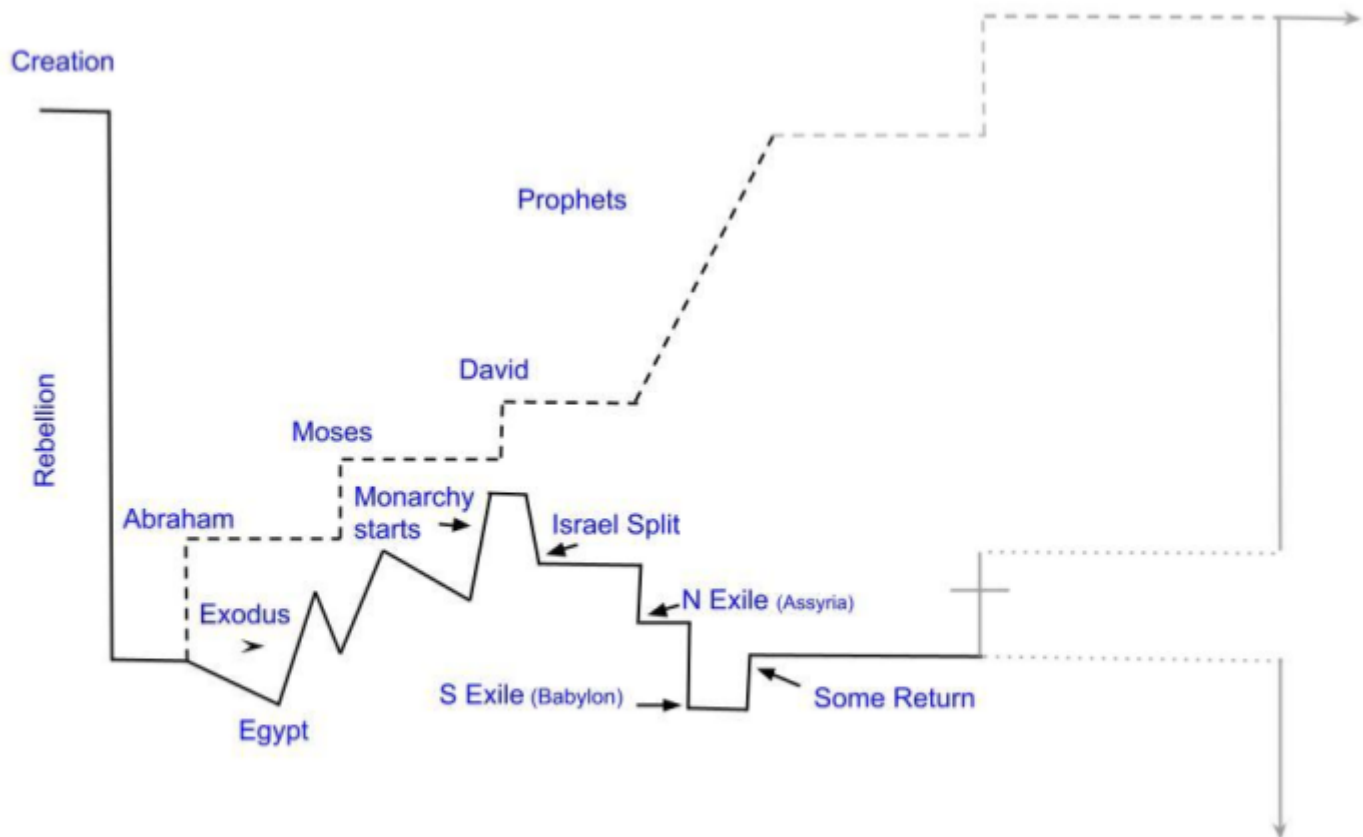 Creation
Prophets
David
Rebellion
Moses
Monarchy
starts
Abraham
Israel Split
Exodus
N Exile (Assyria)
S Exile (Babylon)
Some Return
Egypt